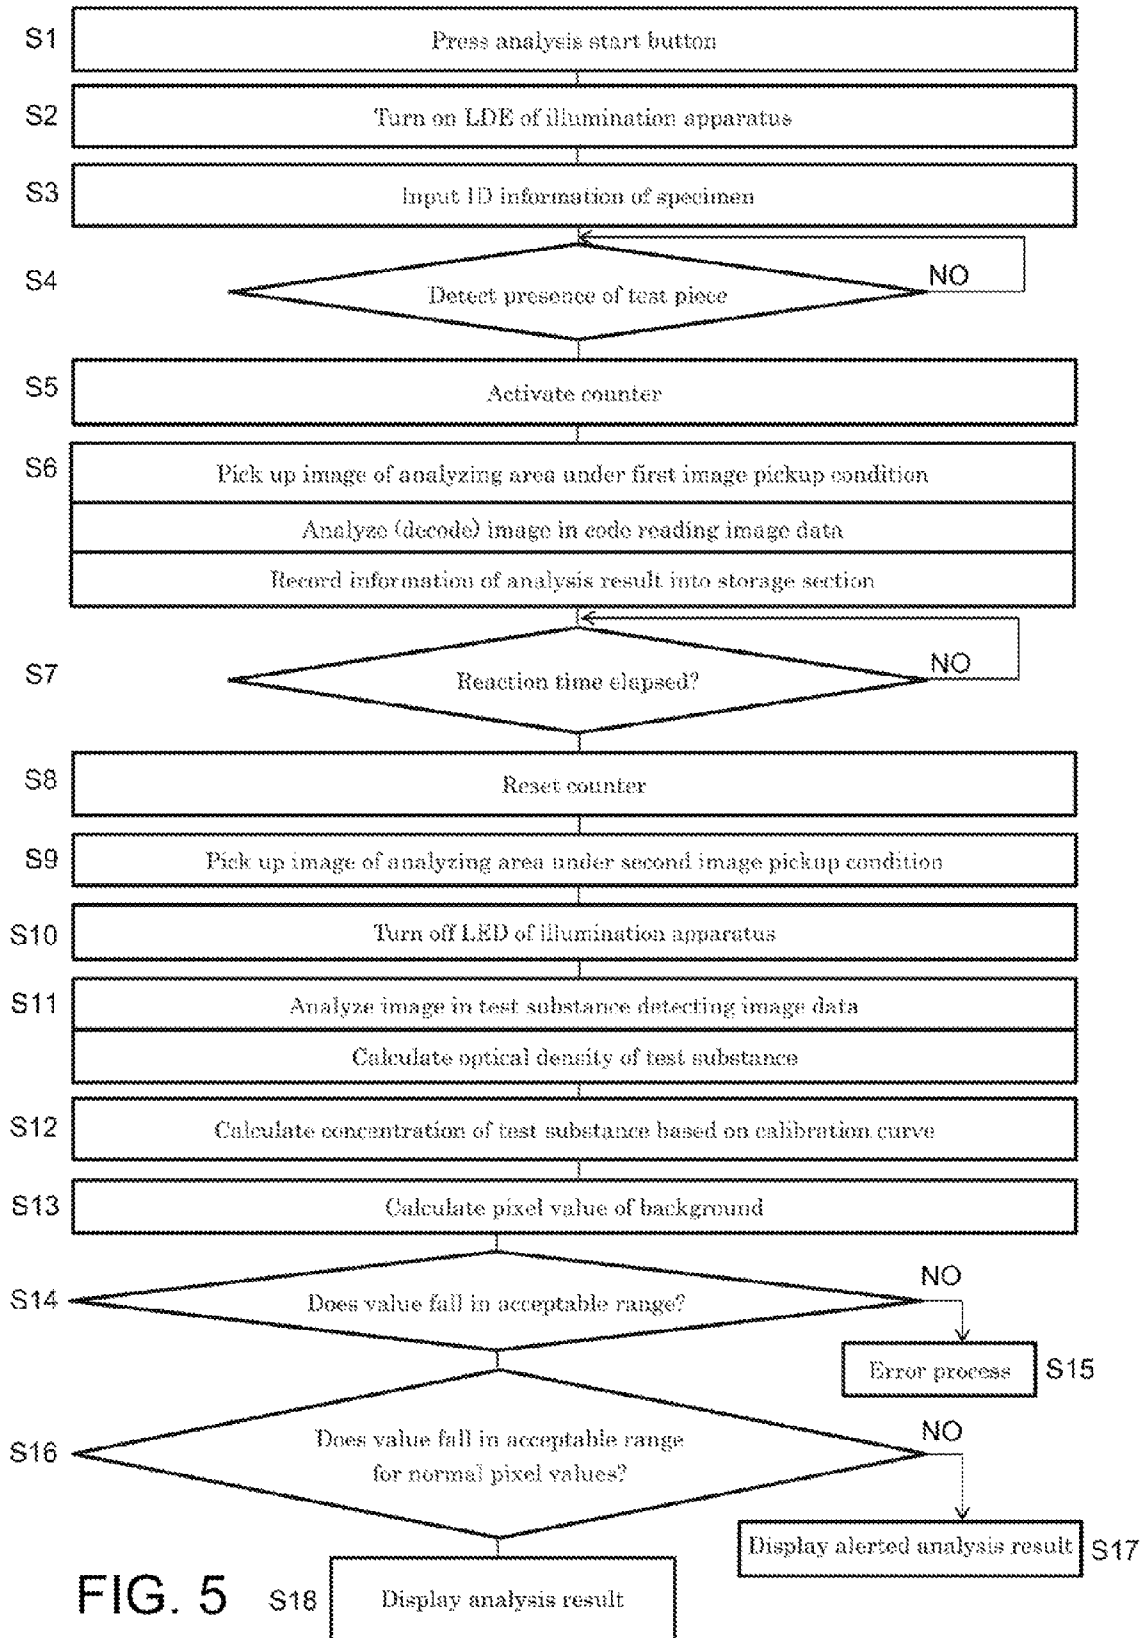 S1 Press analysis start button
S2 Turn on LDE of illumination apparatus
S3 Input ID information of specimen
S4 Detect presence of test piece NO
S5 Activate counter
S6 Pick up image of analyzing area under first image pickup condition
Analyze (decode) image in code reading image data
Record information of analysis result into storage section
S7 Reaction time elapsed? NO
S8 Reset counter
S9 Pick up image of analyzing area under second image pickup condition
S10 Turn off LED of illumination apparatus
S11 Analyze image in test substance detecting image data
Calculate optical density of test substance
S12 Calculate concentration of test substance based on calibration curve
S13 Calculate pixel value of background
S14 Does value fall in acceptable range? NO
Error process S15
S16 Does value fall in acceptable range NO
for normal pixel values?
Display alerted analysis result S17
FIG. 5 S18 Display analysis result